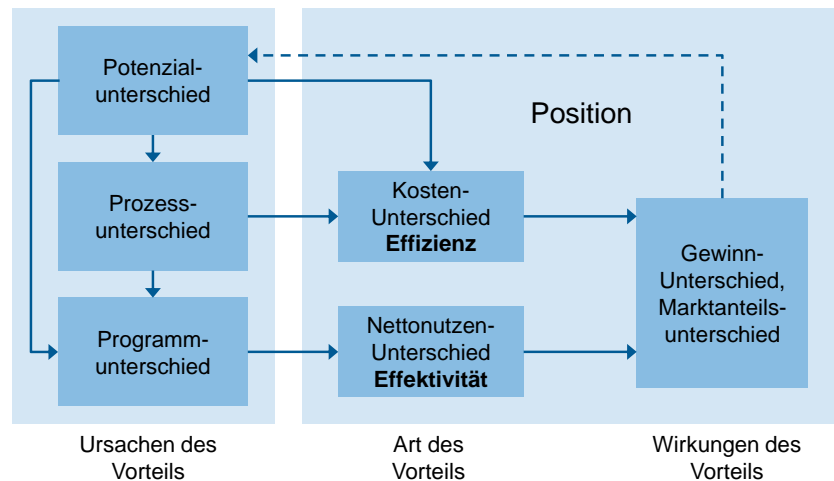 Potenzial-
unterschied
Prozess-
unterschied
Programm-
unterschied
Position
Kosten-
Unterschied
Effizienz
Nettonutzen-
Unterschied
Effektivität
Gewinn-
Unterschied,
Marktanteils-
unterschied
Ursachen des
Vorteils
Art des
Vorteils
Wirkungen des
Vorteils